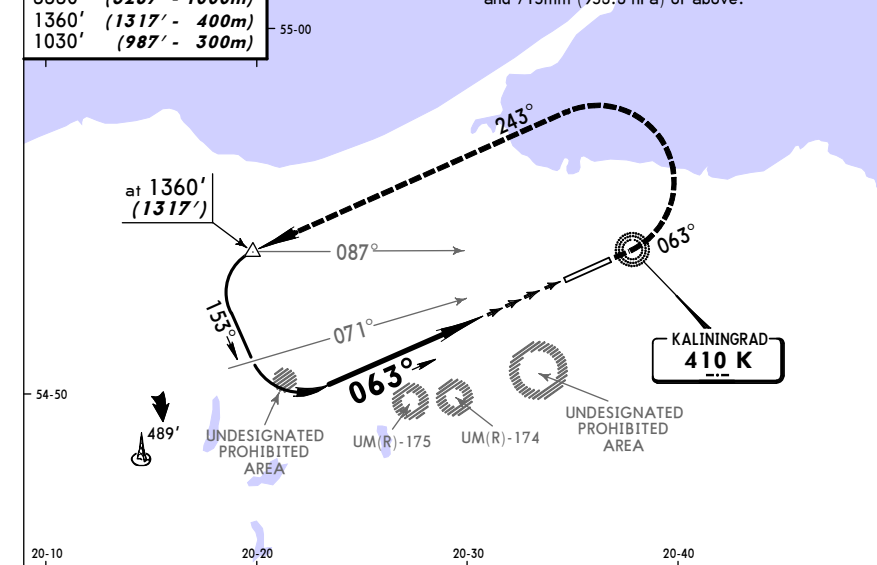 1360' (1317' - 400m)
1030' (987' - 300m)
55-00
243°
at 1360'
(1317')
087°
063°
153°
071°
KALININGRAD
410 K
063°
54-50
489'
UNDESIGNATED
PROHIBITED
AREA
UM(R)-175
UM(R)-174
UNDESIGNATED
PROHIBITED
AREA
20-10
20-20
20-30
20-40